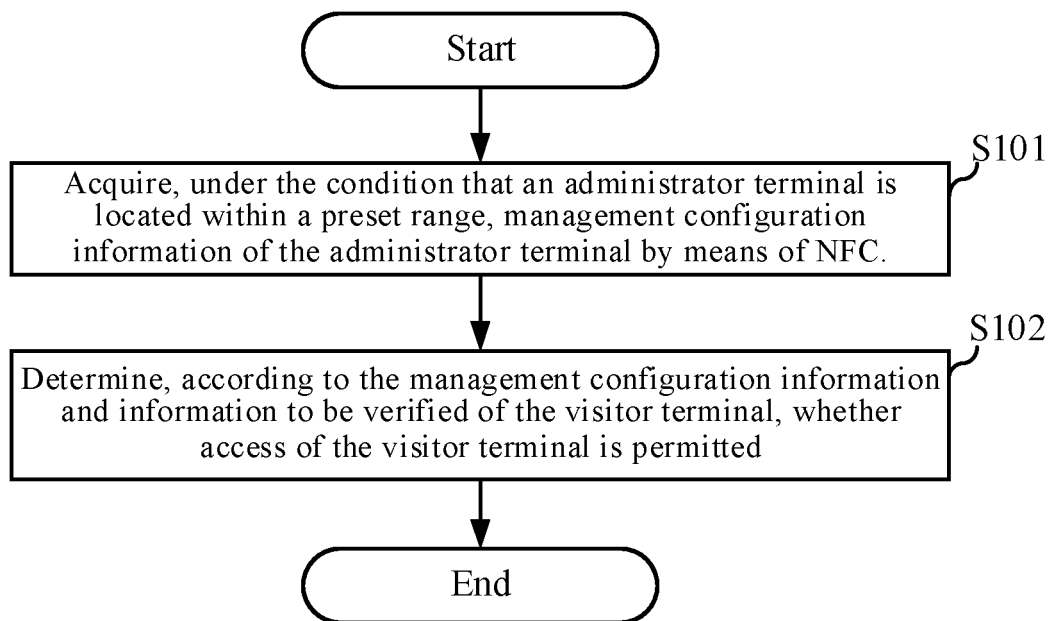 Start
S101
Acquire, under the condition that an administrator terminal is
located within a preset range, management configuration
information of the administrator terminal by means of NFC.
S102
Determine, according to the management configuration information
and information to be verified of the visitor terminal, whether
access of the visitor terminal is permitted
End